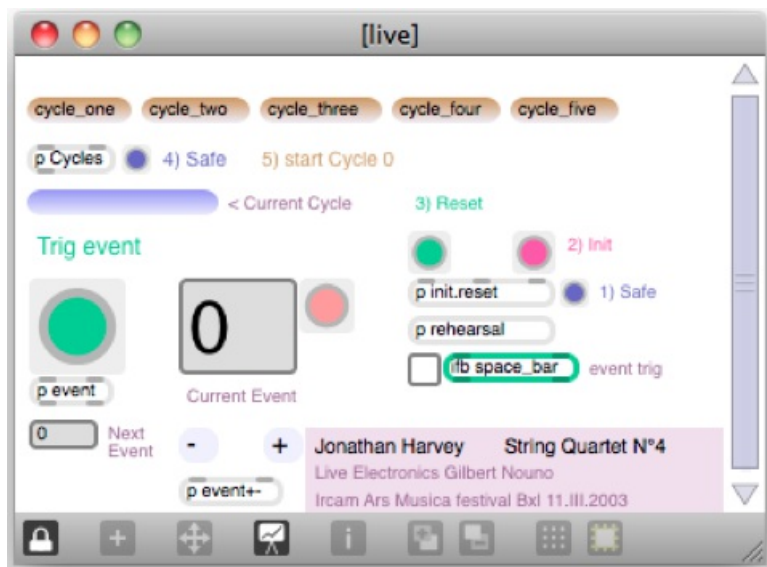 [live]
cycle_one cycle_two cycle_three cycle_four cycle_five
p Cycles 4) Safe 5) start Cycle 0
< Current Cycle 3) Reset
Trig event 2) Init
p init.reset 1) Safe
0
p rehearsal
ifb space_bar event trig
p event Current Event
0 Next
Event
- + Jonathan Harvey String Quartet N°4
Live Electronics Gilbert Nouno
p event+- Ircam Ars Musica festival Bxl 11.III.2003